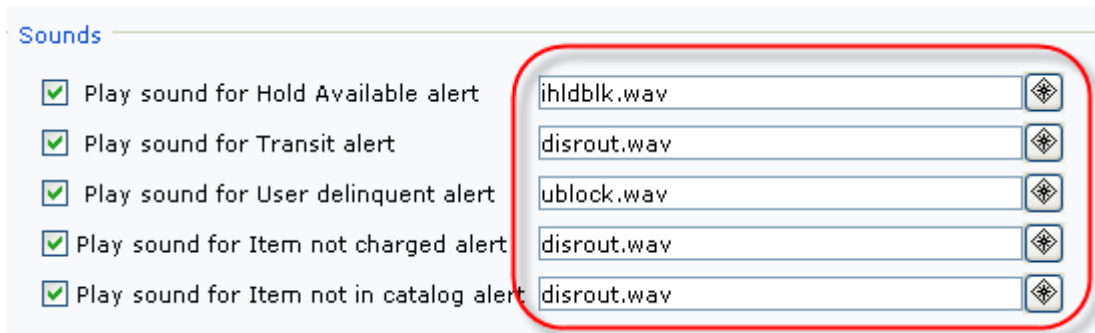 Sounds
Play sound for Hold Available alert ihldblk.wav
Play sound for Transit alert disrout.wav
Play sound for User delinquent alert ublock.wav
Play sound for Item not charged alert disrout.wav
Play sound for Item not in catalog alert disrout.wav